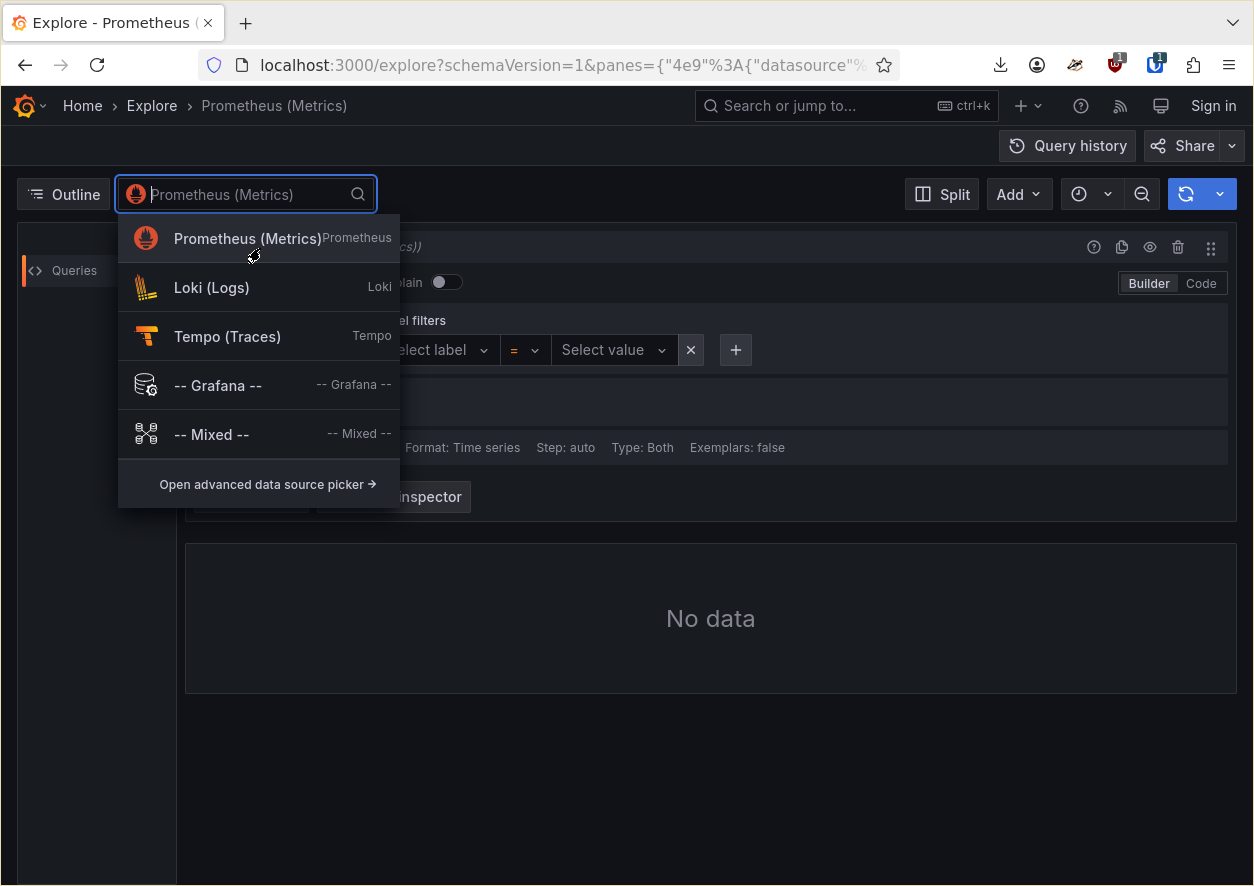 Explore - Prometheus (
localhost:3000/explore?schemaVersion=1&panes={"4e9"%3A{"datasource"%
1
1
Home › Explore › Prometheus (Metrics)
Search or jump to...
ctrl+k
Sign in
Query history
Share
Outline
Prometheus (Metrics)
Split
Add
Prometheus (Metrics) Prometheus
Loki (Logs) Loki
Tempo (Traces) Tempo
-- Grafana -- -- Grafana --
-- Mixed -- -- Mixed --
Open advanced data source picker →
Queries
cs))
lain
Builder Code
el filters
elect label = Select value
Format: Time series Step: auto Type: Both Exemplars: false
inspector
No data